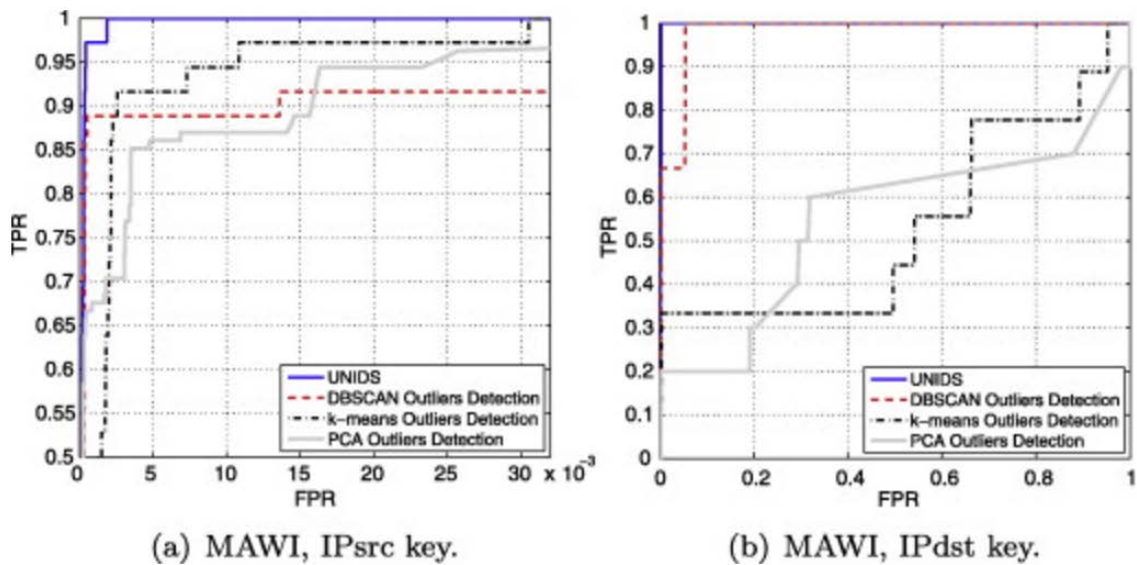 1
0.95
0.9
0.85
0.8
0.75
0.7
0.65
0.6
0.55
0.5
TPR
0 5 10 15 20 25 30 x 10⁻³
FPR
UNIDS
DBSCAN Outliers Detection
k-means Outliers Detection
PCA Outliers Detection
(a) MAWI, IPsrc key.
1
0.9
0.8
0.7
0.6
0.5
0.4
0.3
0.2
0.1
0
TPR
0.2 0.4 0.6 0.8 1
FPR
UNIDS
DBSCAN Outliers Detection
k-means Outliers Detection
PCA Outliers Detection
(b) MAWI, IPdst key.